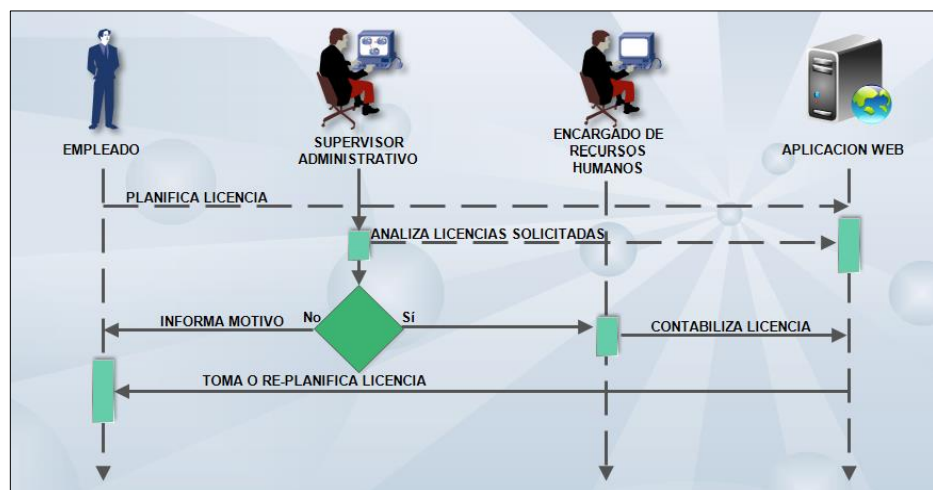 EMPLEADO
SUPERVISOR
ADMINISTRATIVO
ENCARGADO DE
RECURSOS
HUMANOS
APLICACION WEB
PLANIFICA LICENCIA
ANALIZA LICENCIAS SOLICITADAS
INFORMA MOTIVO
No
Sí
CONTABILIZA LICENCIA
TOMA O RE-PLANIFICA LICENCIA